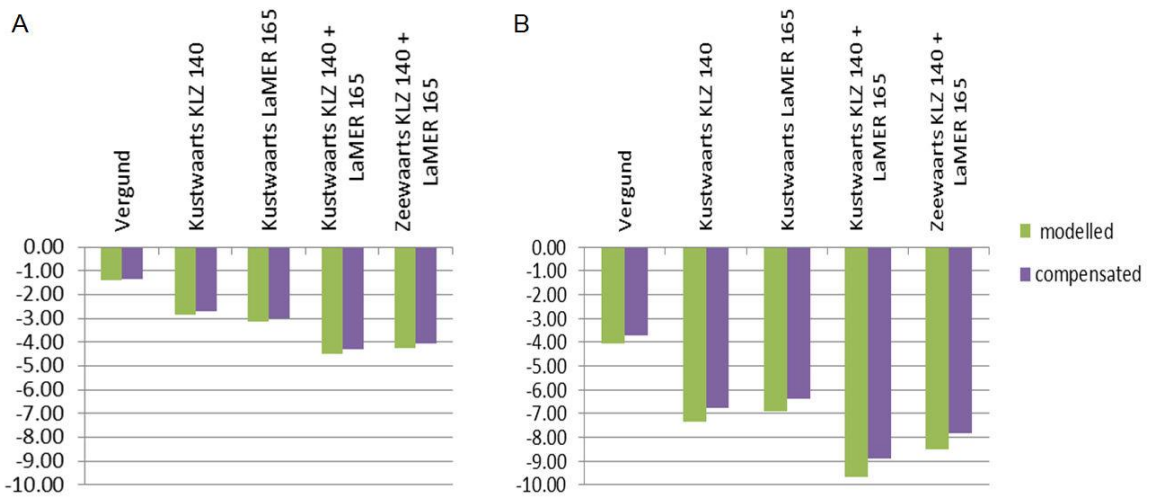 A
Vergund
Kustwaarts KLZ 140
Kustwaarts LaMER 165
Kustwaarts KLZ 140 +
LaMER 165
Zeewaarts KLZ 140 +
LaMER 165
0.00
-1.00
-2.00
-3.00
-4.00
-5.00
-6.00
-7.00
-8.00
-9.00
-10.00
B
Vergund
Kustwaarts KLZ 140
Kustwaarts LaMER 165
Kustwaarts KLZ 140 +
LaMER 165
Zeewaarts KLZ 140 +
LaMER 165
0.00
-1.00
-2.00
-3.00
-4.00
-5.00
-6.00
-7.00
-8.00
-9.00
-10.00
modelled
compensated